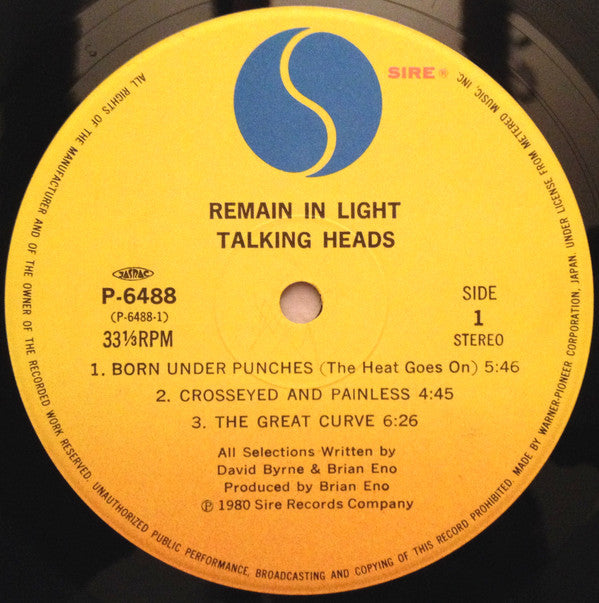 SIRE®
REMAIN IN LIGHT
TALKING HEADS
JASRAC
P-6488
(P-6488-1)
33⅓RPM
SIDE
1
STEREO
1. BORN UNDER PUNCHES (The Heat Goes On) 5:46
2. CROSSEYED AND PAINLESS 4:45
3. THE GREAT CURVE 6:26
All Selections Written by
David Byrne & Brian Eno
Produced by Brian Eno
℗ 1980 Sire Records Company
ALL RIGHTS OF THE MANUFACTURER AND OF THE OWNER OF THE RECORDED WORK RESERVED. UNAUTHORIZED PUBLIC PERFORMANCE, BROADCASTING AND COPYING OF THIS RECORD PROHIBITED. MADE BY WARNER-PIONEER CORPORATION, JAPAN. UNDER LICENSE FROM METERED MUSIC, INC.